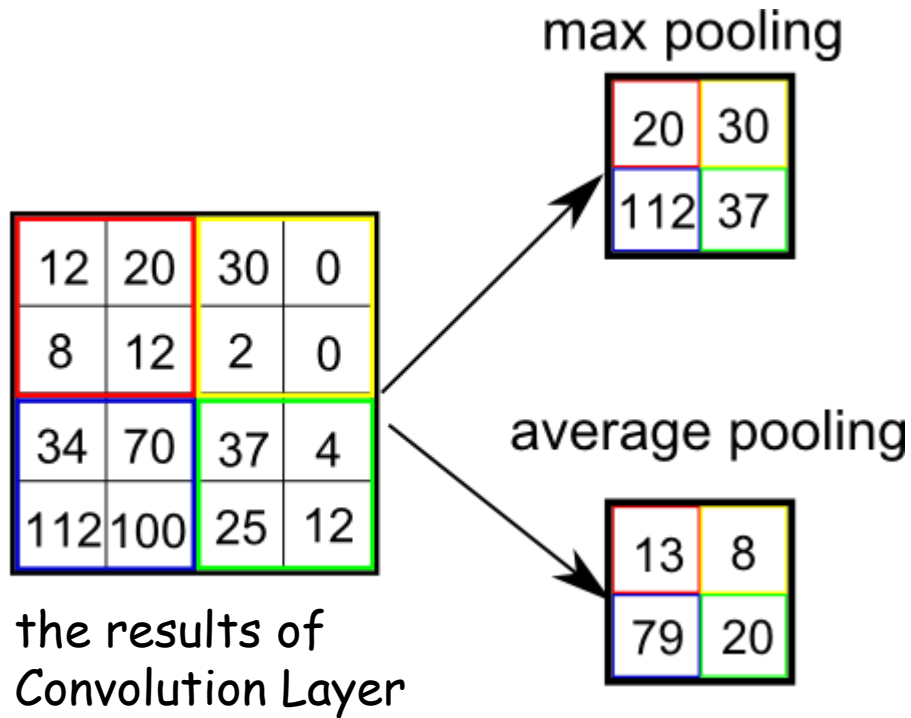 max pooling
20 30
112 37
12 20 30 0
8 12 2 0
34 70 37 4
112 100 25 12
average pooling
13 8
79 20
the results of
Convolution Layer